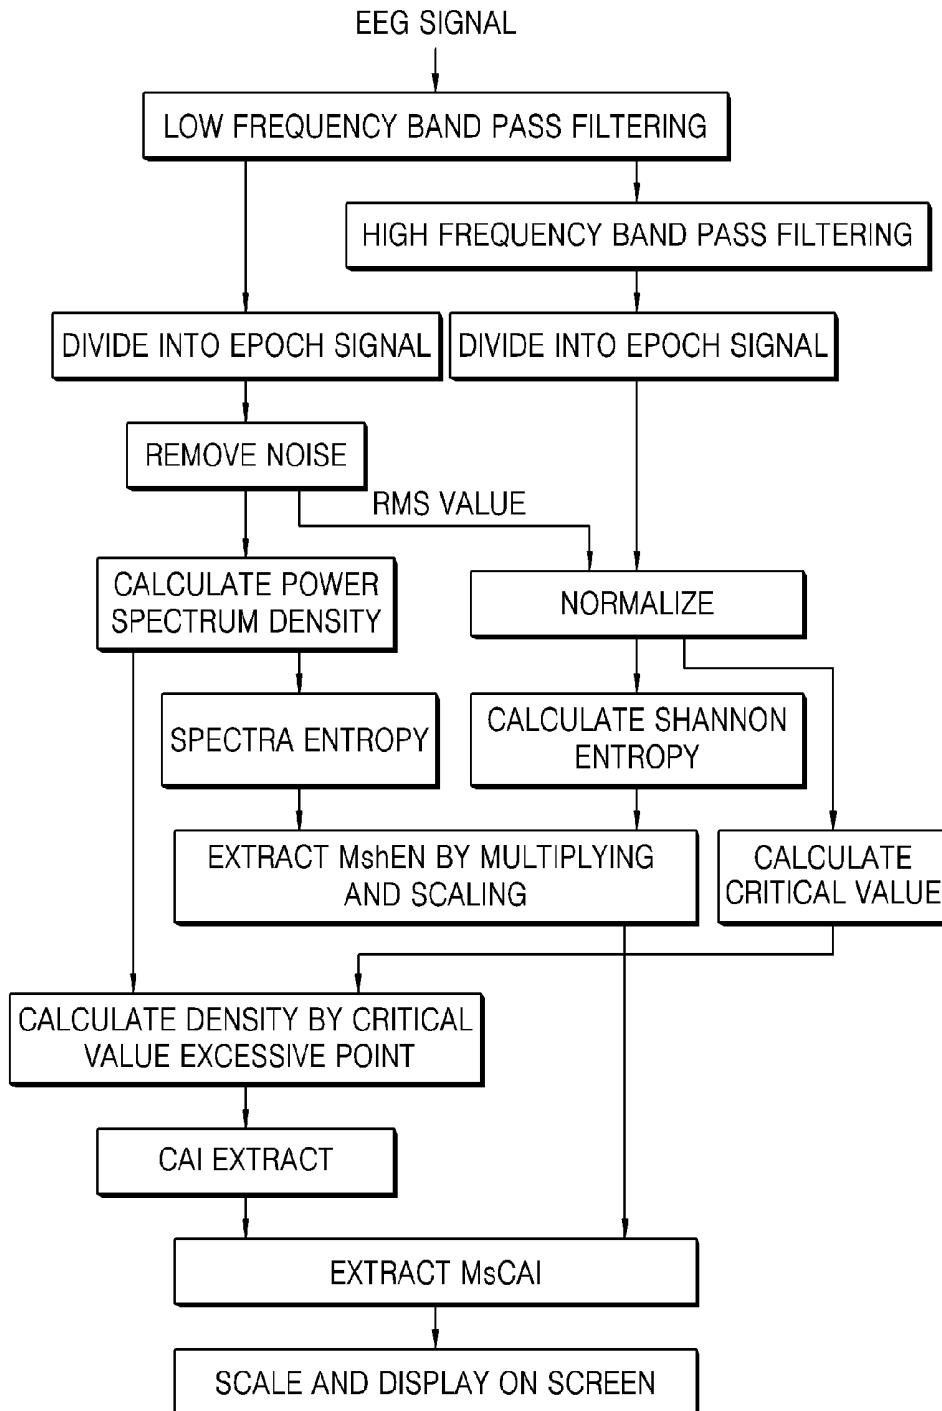 EEG SIGNAL
LOW FREQUENCY BAND PASS FILTERING
HIGH FREQUENCY BAND PASS FILTERING
DIVIDE INTO EPOCH SIGNAL
DIVIDE INTO EPOCH SIGNAL
REMOVE NOISE
RMS VALUE
CALCULATE POWER
SPECTRUM DENSITY
NORMALIZE
SPECTRA ENTROPY
CALCULATE SHANNON
ENTROPY
EXTRACT MshEN BY MULTIPLYING
AND SCALING
CALCULATE
CRITICAL VALUE
CALCULATE DENSITY BY CRITICAL
VALUE EXCESSIVE POINT
CAI EXTRACT
EXTRACT MsCAI
SCALE AND DISPLAY ON SCREEN